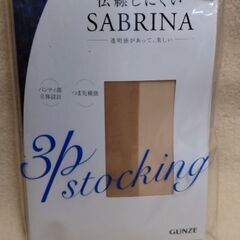 伝線しにくい
SABRINA
透明感があって、美しい
パンティ部
立体設計
つま先補強
3p stocking
GUNZE